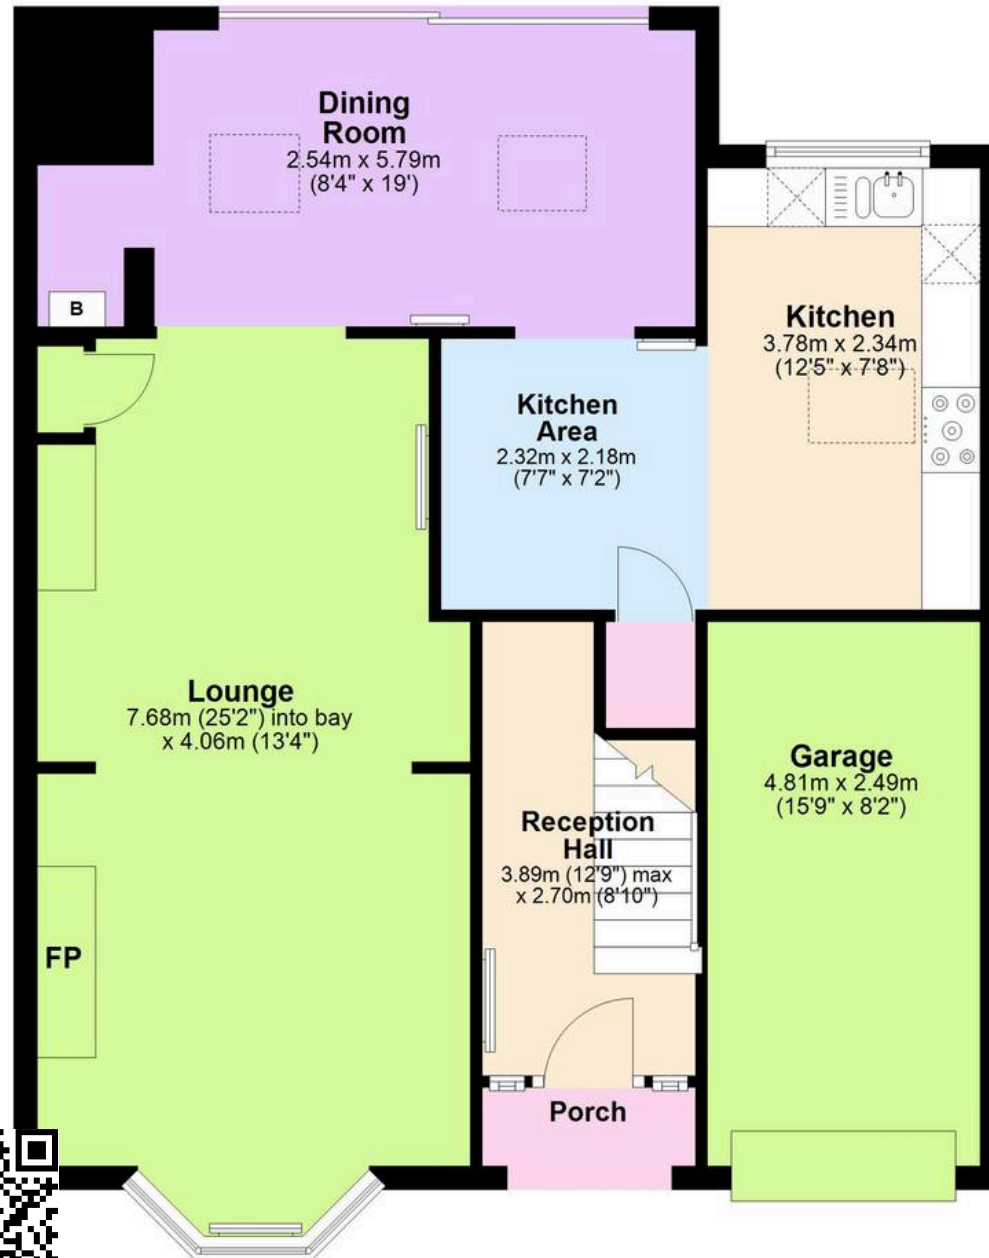 Dining
Room
2.54m x 5.79m
(8'4" x 19')
B
Kitchen
3.78m x 2.34m
(12'5" x 7'8")
Kitchen
Area
2.32m x 2.18m
(7'7" x 7'2")
Lounge
7.68m (25'2") into bay
x 4.06m (13'4")
Garage
4.81m x 2.49m
(15'9" x 8'2")
Reception
Hall
3.89m (12'9") max
x 2.70m (8'10")
FP
Porch